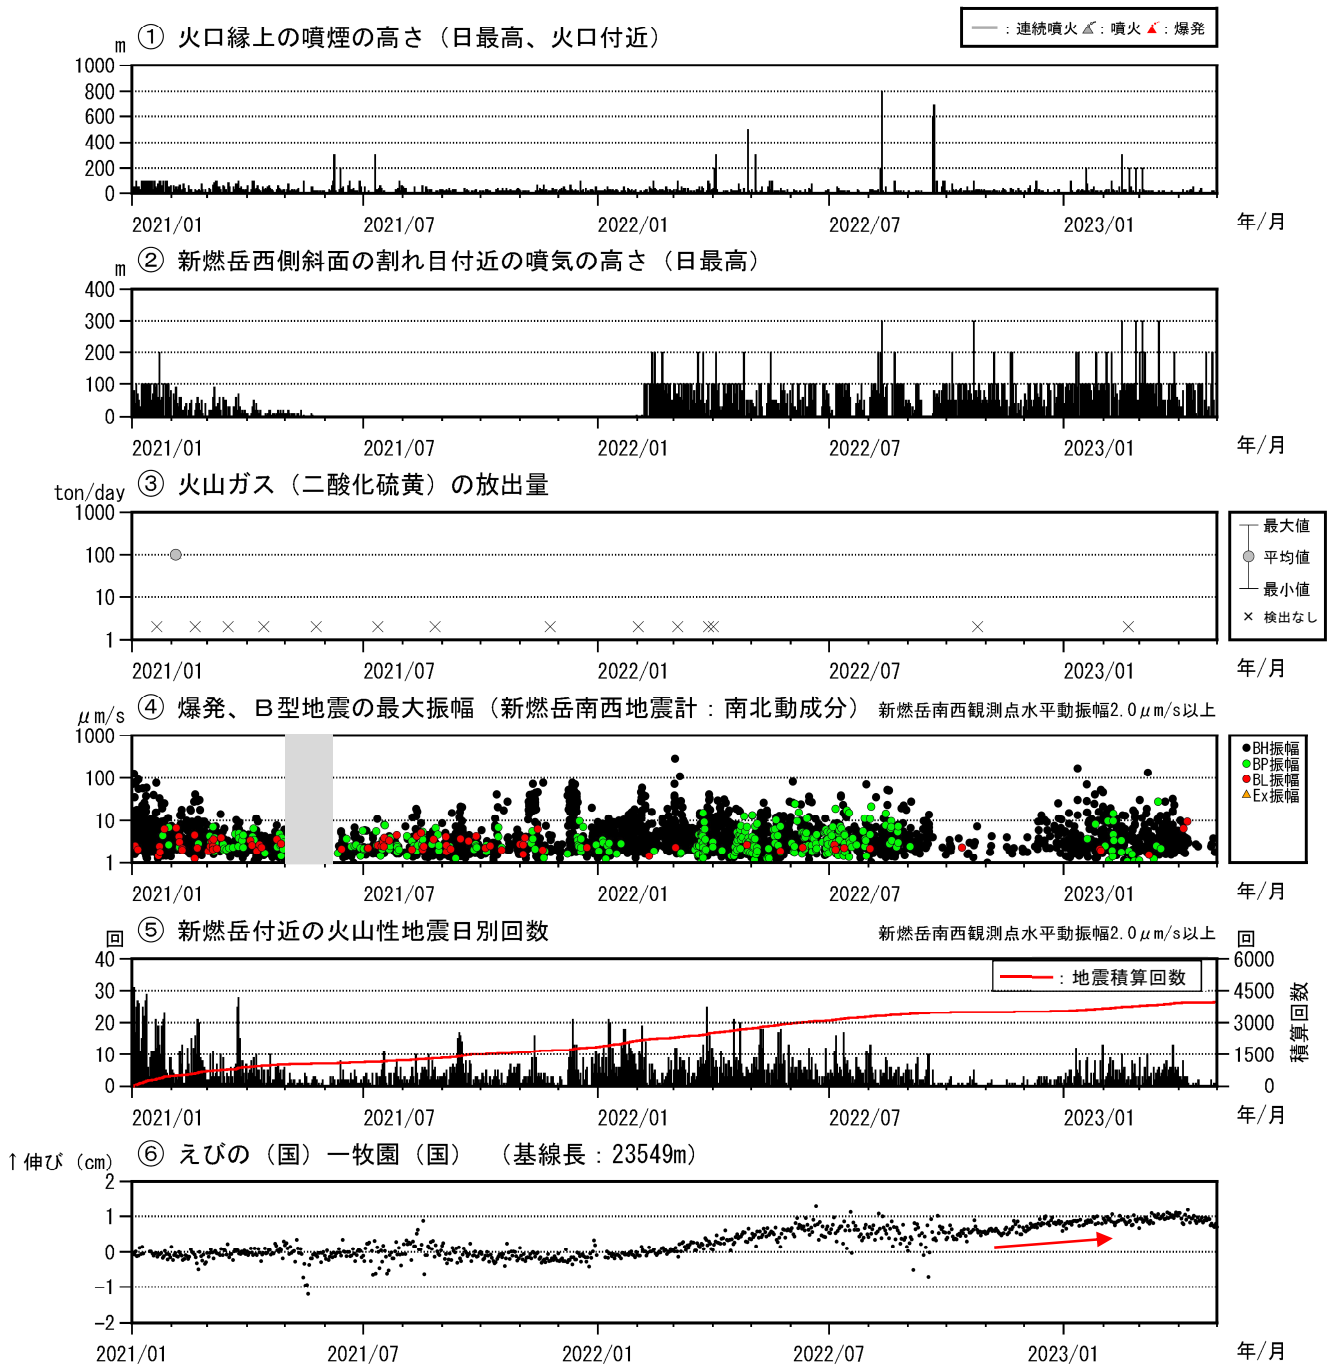 ① 火口縁上の噴煙の高さ（日最高、火口付近）
―：連続噴火 ▲：噴火 ▲：爆発
m
1000
800
600
400
200
0
2021/01 2021/07 2022/01 2022/07 2023/01 年/月
② 新燃岳西側斜面の割れ目付近の噴気の高さ（日最高）
m
400
300
200
100
0
2021/01 2021/07 2022/01 2022/07 2023/01 年/月
③ 火山ガス（二酸化硫黄）の放出量
ton/day
1000
100
10
1
最大値
平均値
最小値
× 検出なし
2021/01 2021/07 2022/01 2022/07 2023/01 年/月
④ 爆発、Ｂ型地震の最大振幅（新燃岳南西地震計：南北動成分） 新燃岳南西観測点水平動振幅2.0μm/s以上
μm/s
1000
100
10
1
●BH振幅
●BP振幅
●BL振幅
▲Ex振幅
2021/01 2021/07 2022/01 2022/07 2023/01 年/月
⑤ 新燃岳付近の火山性地震日別回数 新燃岳南西観測点水平動振幅2.0μm/s以上
回 回
40 6000
30 4500
20 3000
10 1500
0 0
―：地震積算回数
積算回数
2021/01 2021/07 2022/01 2022/07 2023/01 年/月
⑥ えびの（国）ー牧園（国） （基線長：23549m）
↑伸び（cm）
2
1
0
-1
-2
2021/01 2021/07 2022/01 2022/07 2023/01 年/月